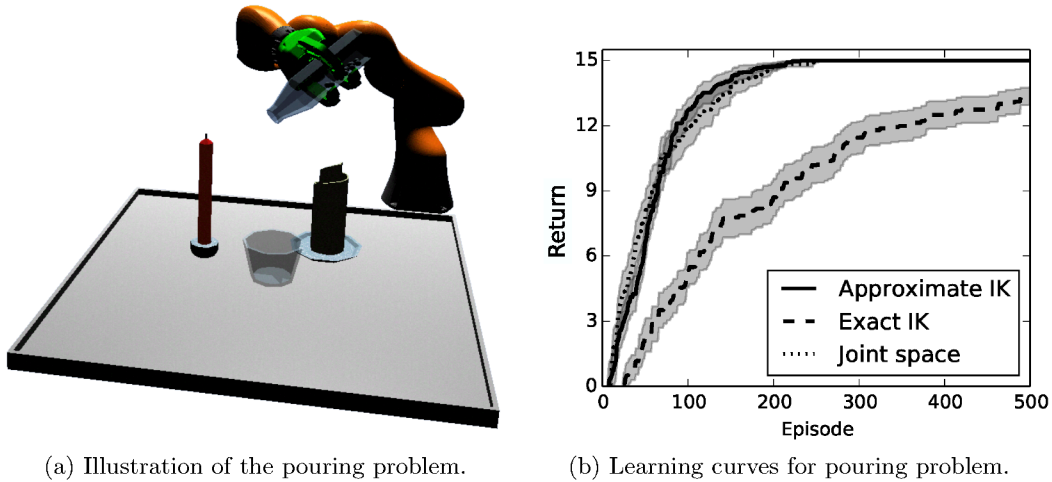 15
12
9
6
3
0
Return
Approximate IK
Exact IK
Joint space
0 100 200 300 400 500
Episode
(a) Illustration of the pouring problem.
(b) Learning curves for pouring problem.